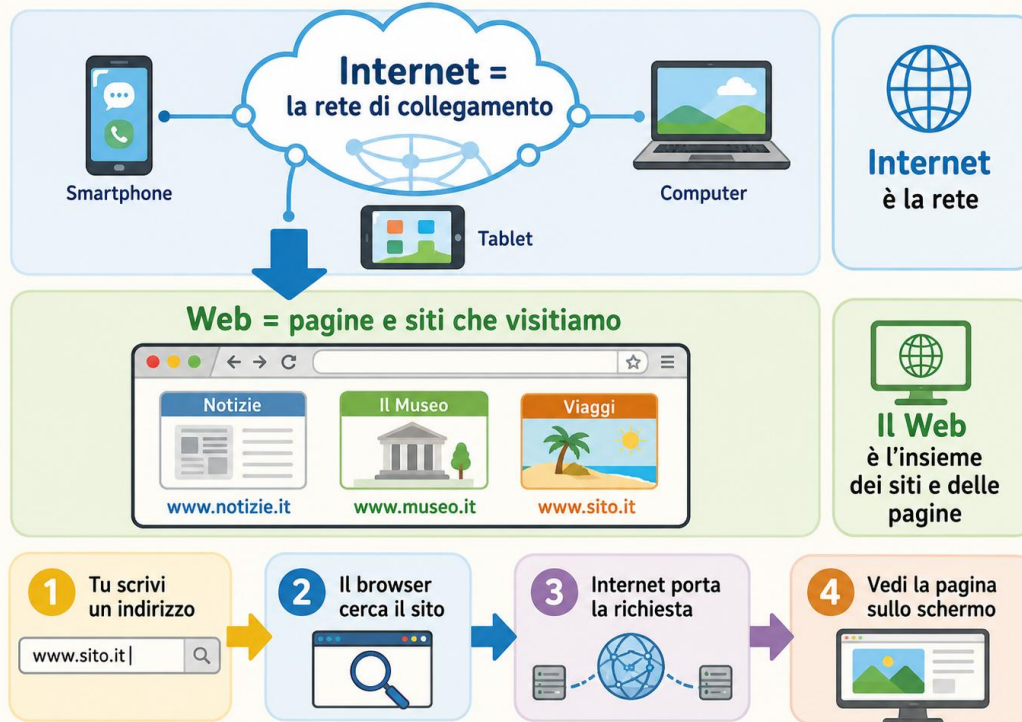 Internet =
la rete di collegamento
Smartphone
Computer
Tablet
Internet
è la rete
Web = pagine e siti che visitiamo
Notizie
Il Museo
Viaggi
www.notizie.it
www.museo.it
www.sito.it
Il Web
è l'insieme
dei siti e delle
pagine
1
Tu scrivi
un indirizzo
www.sito.it
2
Il browser
cerca il sito
3
Internet porta
la richiesta
4
Vedi la pagina
sullo schermo